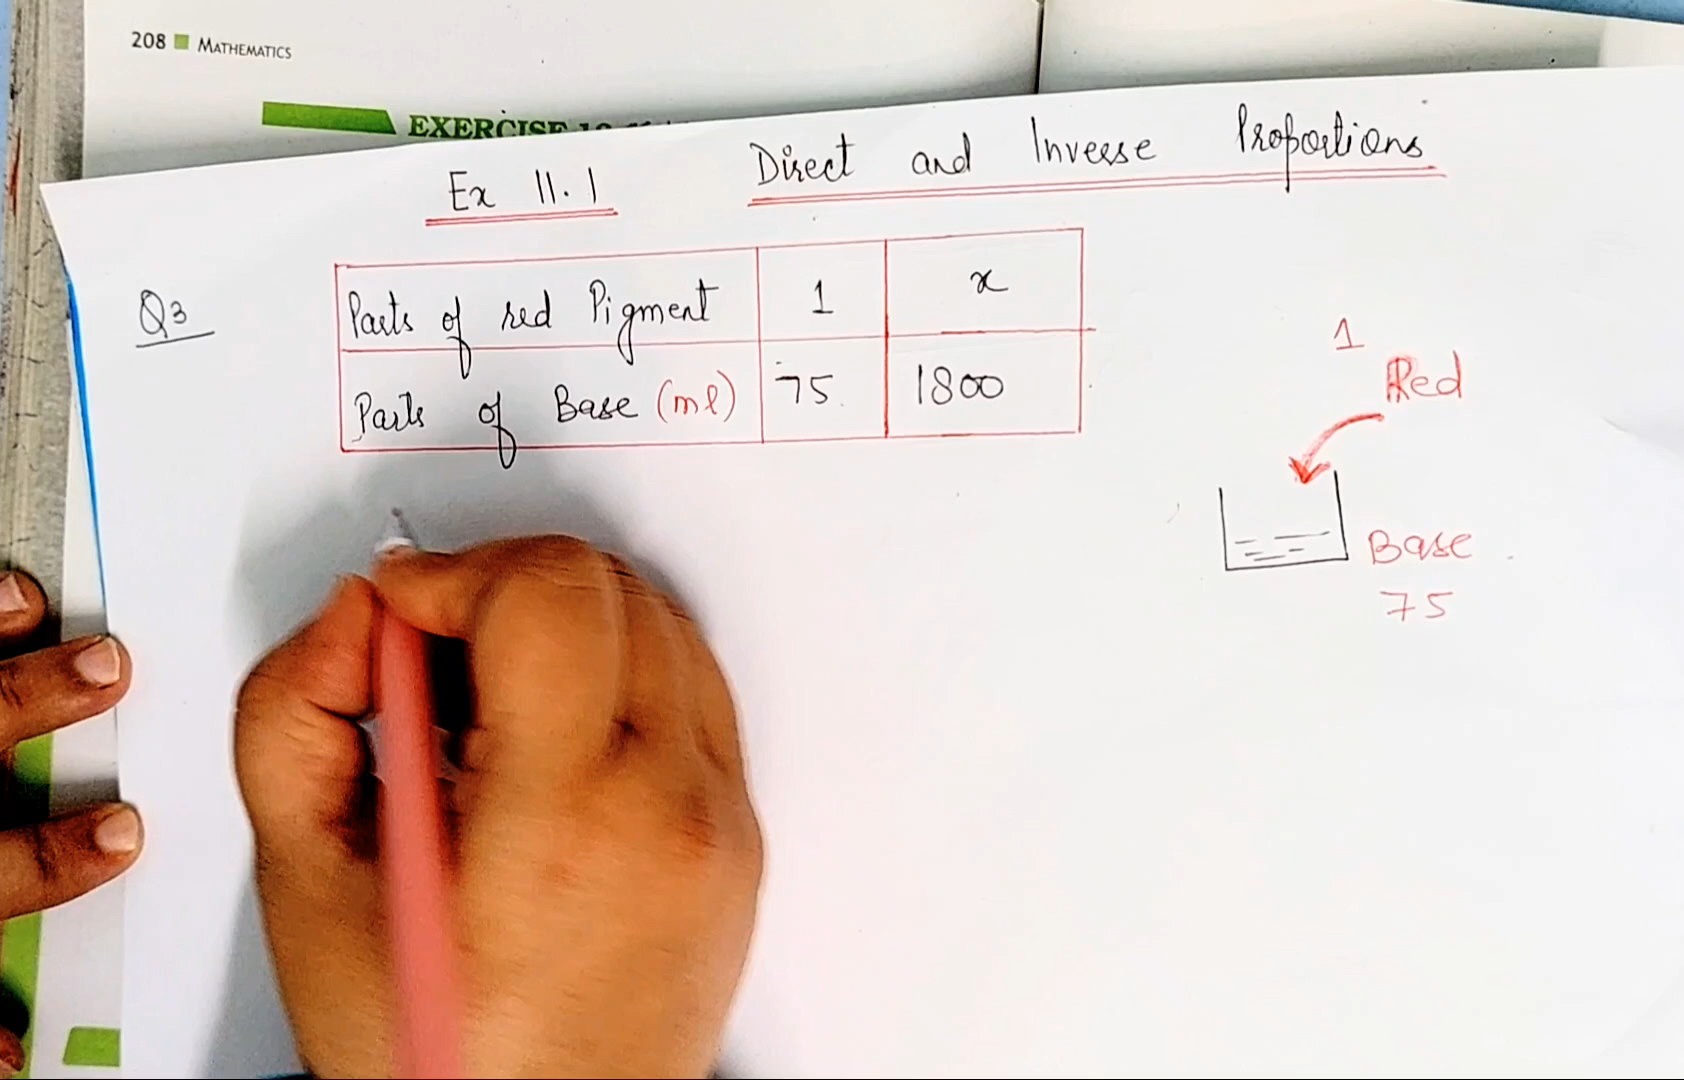 208 MATHEMATICS
EXERCISE
Ex 11.1 Direct and Inverse Proportions
Q3
Parts of red Pigment 1 x
Parts of Base (ml) 75 1800
1
Red
Base
75